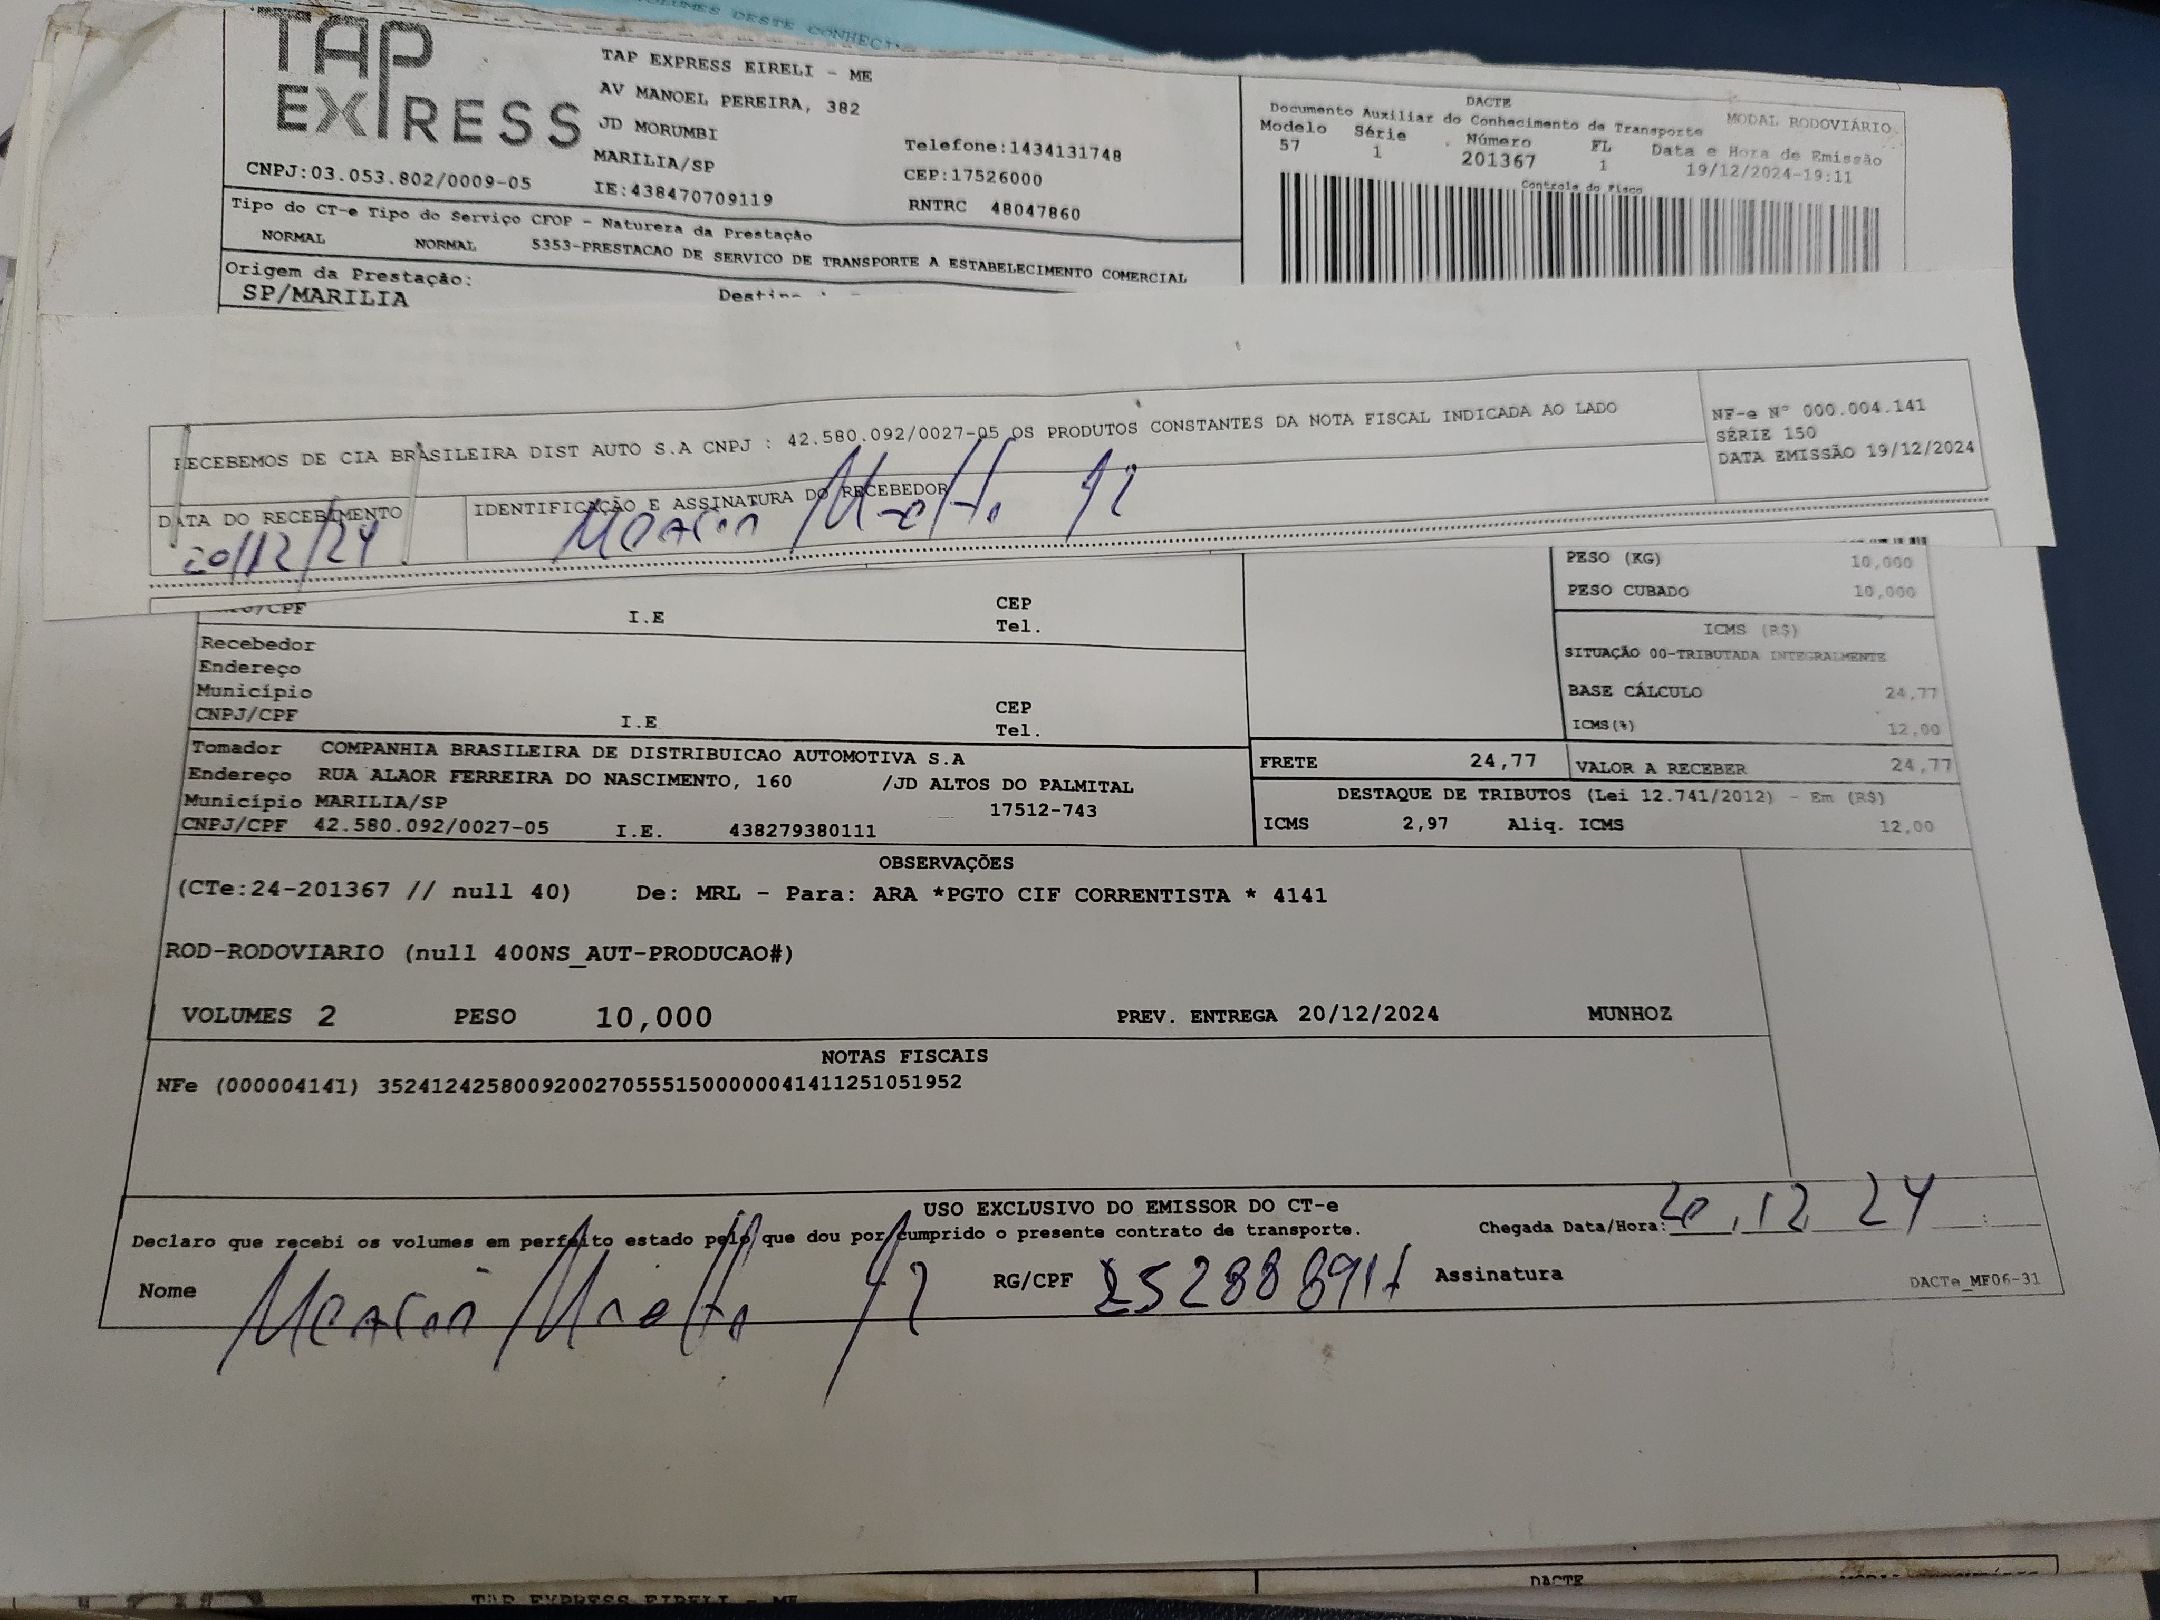 VOLUMES DESTE CONHECT
TAP
EXPRESS
TAP EXPRESS EIRELI - ME
AV MANOEL PEREIRA, 382
JD MORUMBI
MARILIA/SP
Telefone:1434131748
CEP:17526000
CNPJ:03.053.802/0009-05
IE:438470709119
RNTRC 48047860
DACTE
MODAL RODOVIÁRIO
Documento Auxiliar do Conhecimento de Transporte
Modelo Série Número FL Data e Hora de Emissão
57 1 201367 1 19/12/2024-19:11
Controle do Fisco
Tipo do CT-e Tipo do Serviço CFOP - Natureza da Prestação
NORMAL NORMAL 5353-PRESTACAO DE SERVICO DE TRANSPORTE A ESTABELECIMENTO COMERCIAL
Origem da Prestação:
SP/MARILIA
RECEBEMOS DE CIA BRASILEIRA DIST AUTO S.A CNPJ : 42.580.092/0027-05 OS PRODUTOS CONSTANTES DA NOTA FISCAL INDICADA AO LADO
NF-e Nº 000.004.141
SÉRIE 150
DATA EMISSÃO 19/12/2024
DATA DO RECEBIMENTO
20/12/24
IDENTIFICAÇÃO E ASSINATURA DO RECEBEDOR
/CPF I.E CEP
Tel.
Recebedor
Endereço
Município CEP
CNPJ/CPF I.E Tel.
PESO (KG) 10,000
PESO CUBADO 10,000
ICMS (R$)
SITUAÇÃO 00-TRIBUTADA INTEGRALMENTE
BASE CÁLCULO 24,77
ICMS(%) 12,00
Tomador COMPANHIA BRASILEIRA DE DISTRIBUICAO AUTOMOTIVA S.A
Endereço RUA ALAOR FERREIRA DO NASCIMENTO, 160 /JD ALTOS DO PALMITAL
Município MARILIA/SP 17512-743
CNPJ/CPF 42.580.092/0027-05 I.E. 438279380111
FRETE 24,77 VALOR A RECEBER 24,77
DESTAQUE DE TRIBUTOS (Lei 12.741/2012) - Em (R$)
ICMS 2,97 Aliq. ICMS 12,00
OBSERVAÇÕES
(CTe:24-201367 // null 40) De: MRL - Para: ARA *PGTO CIF CORRENTISTA * 4141
ROD-RODOVIARIO (null 400NS_AUT-PRODUCAO#)
VOLUMES 2 PESO 10,000 PREV. ENTREGA 20/12/2024 MUNHOZ
NOTAS FISCAIS
NFe (000004141) 35241242580092002705551500000041411251051952
USO EXCLUSIVO DO EMISSOR DO CT-e
Declaro que recebi os volumes em perfeito estado pelo que dou por cumprido o presente contrato de transporte.
Chegada Data/Hora: 20 12 24
Nome
RG/CPF
Assinatura
DACTe_MF06-31
TAP EXPRESS EIRELI - ME
DACTE